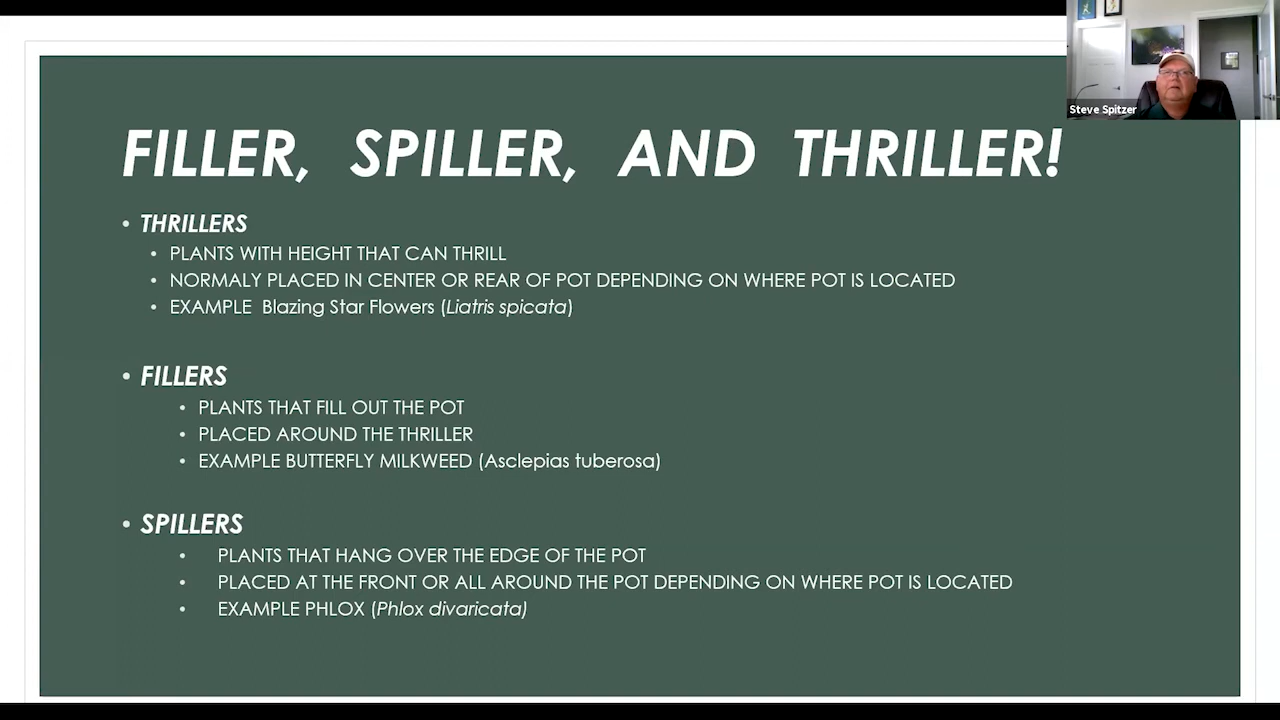 Steve Spitzer
FILLER, SPILLER, AND THRILLER!
• THRILLERS
• PLANTS WITH HEIGHT THAT CAN THRILL
• NORMALY PLACED IN CENTER OR REAR OF POT DEPENDING ON WHERE POT IS LOCATED
• EXAMPLE Blazing Star Flowers (Liatris spicata)
• FILLERS
• PLANTS THAT FILL OUT THE POT
• PLACED AROUND THE THRILLER
• EXAMPLE BUTTERFLY MILKWEED (Asclepias tuberosa)
• SPILLERS
• PLANTS THAT HANG OVER THE EDGE OF THE POT
• PLACED AT THE FRONT OR ALL AROUND THE POT DEPENDING ON WHERE POT IS LOCATED
• EXAMPLE PHLOX (Phlox divaricata)